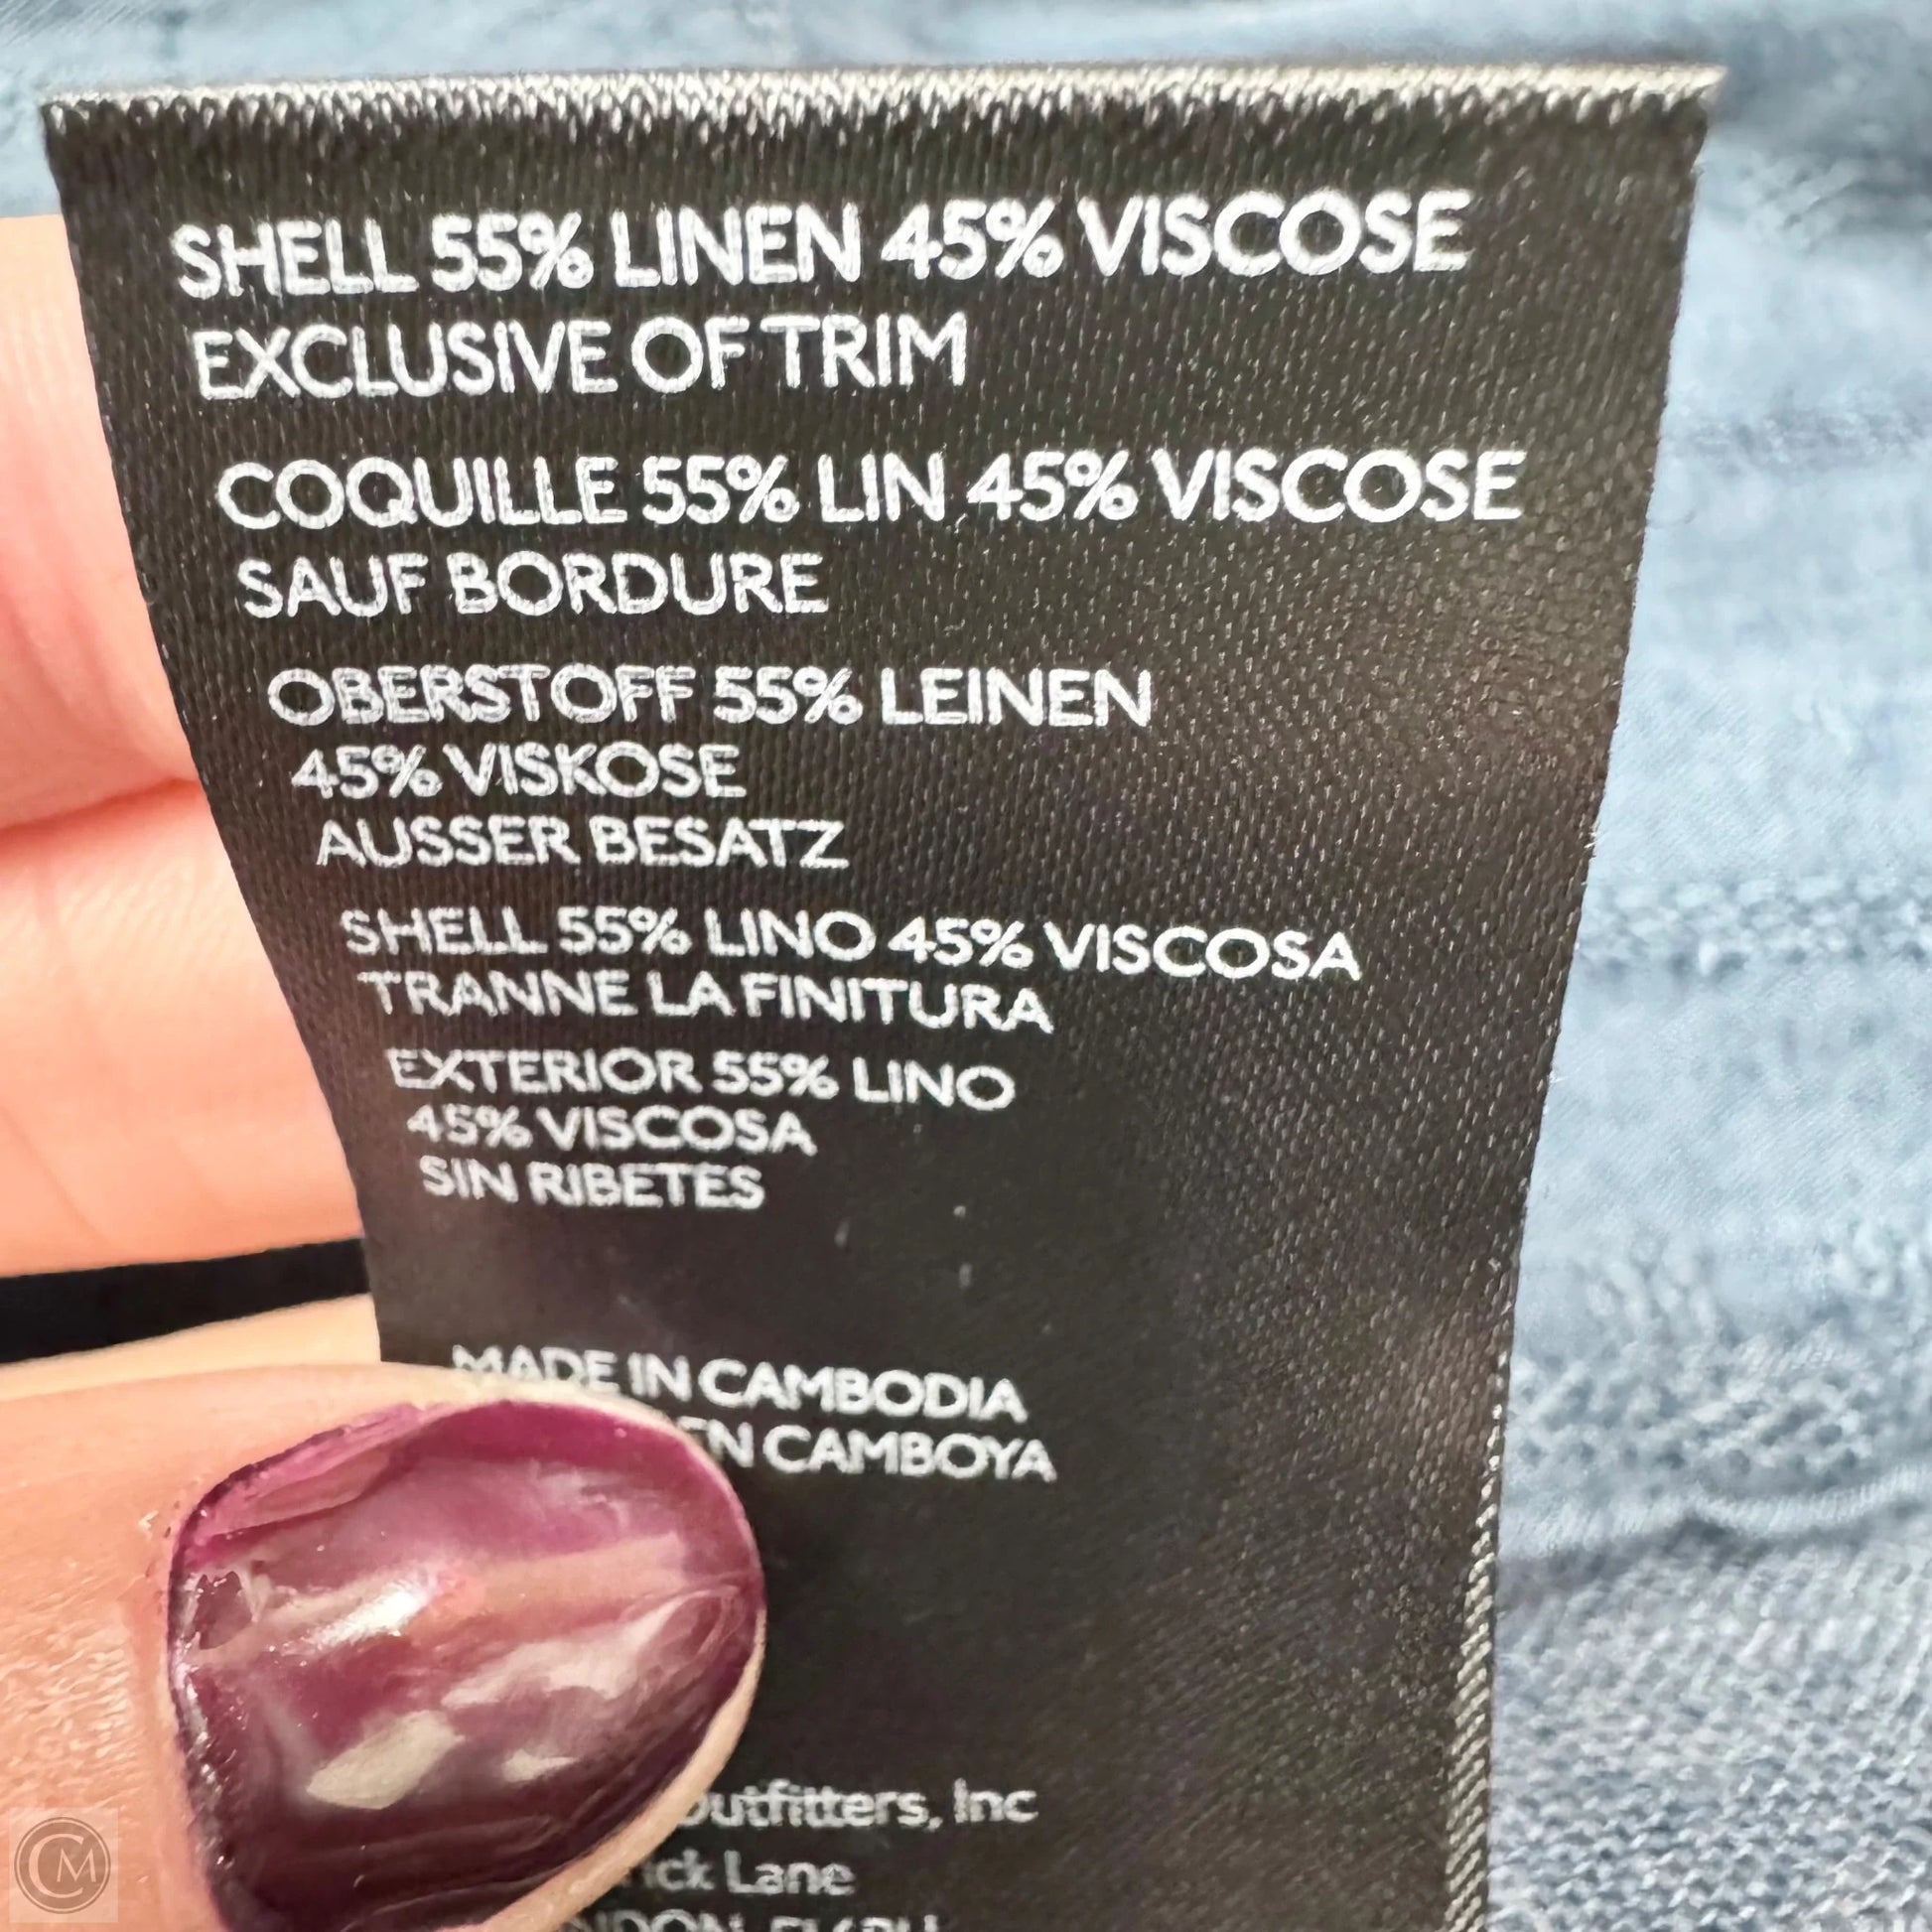 SHELL 55% LINEN 45% VISCOSE
EXCLUSIVE OF TRIM
COQUILLE 55% LIN 45% VISCOSE
SAUF BORDURE
OBERSTOFF 55% LEINEN
45% VISKOSE
AUSSER BESATZ
SHELL 55% LINO 45% VISCOSA
TRANNE LA FINITURA
EXTERIOR 55% LINO
45% VISCOSA
SIN RIBETES
MADE IN CAMBODIA
EN CAMBOYA
Outfitters, Inc
Lane
CM